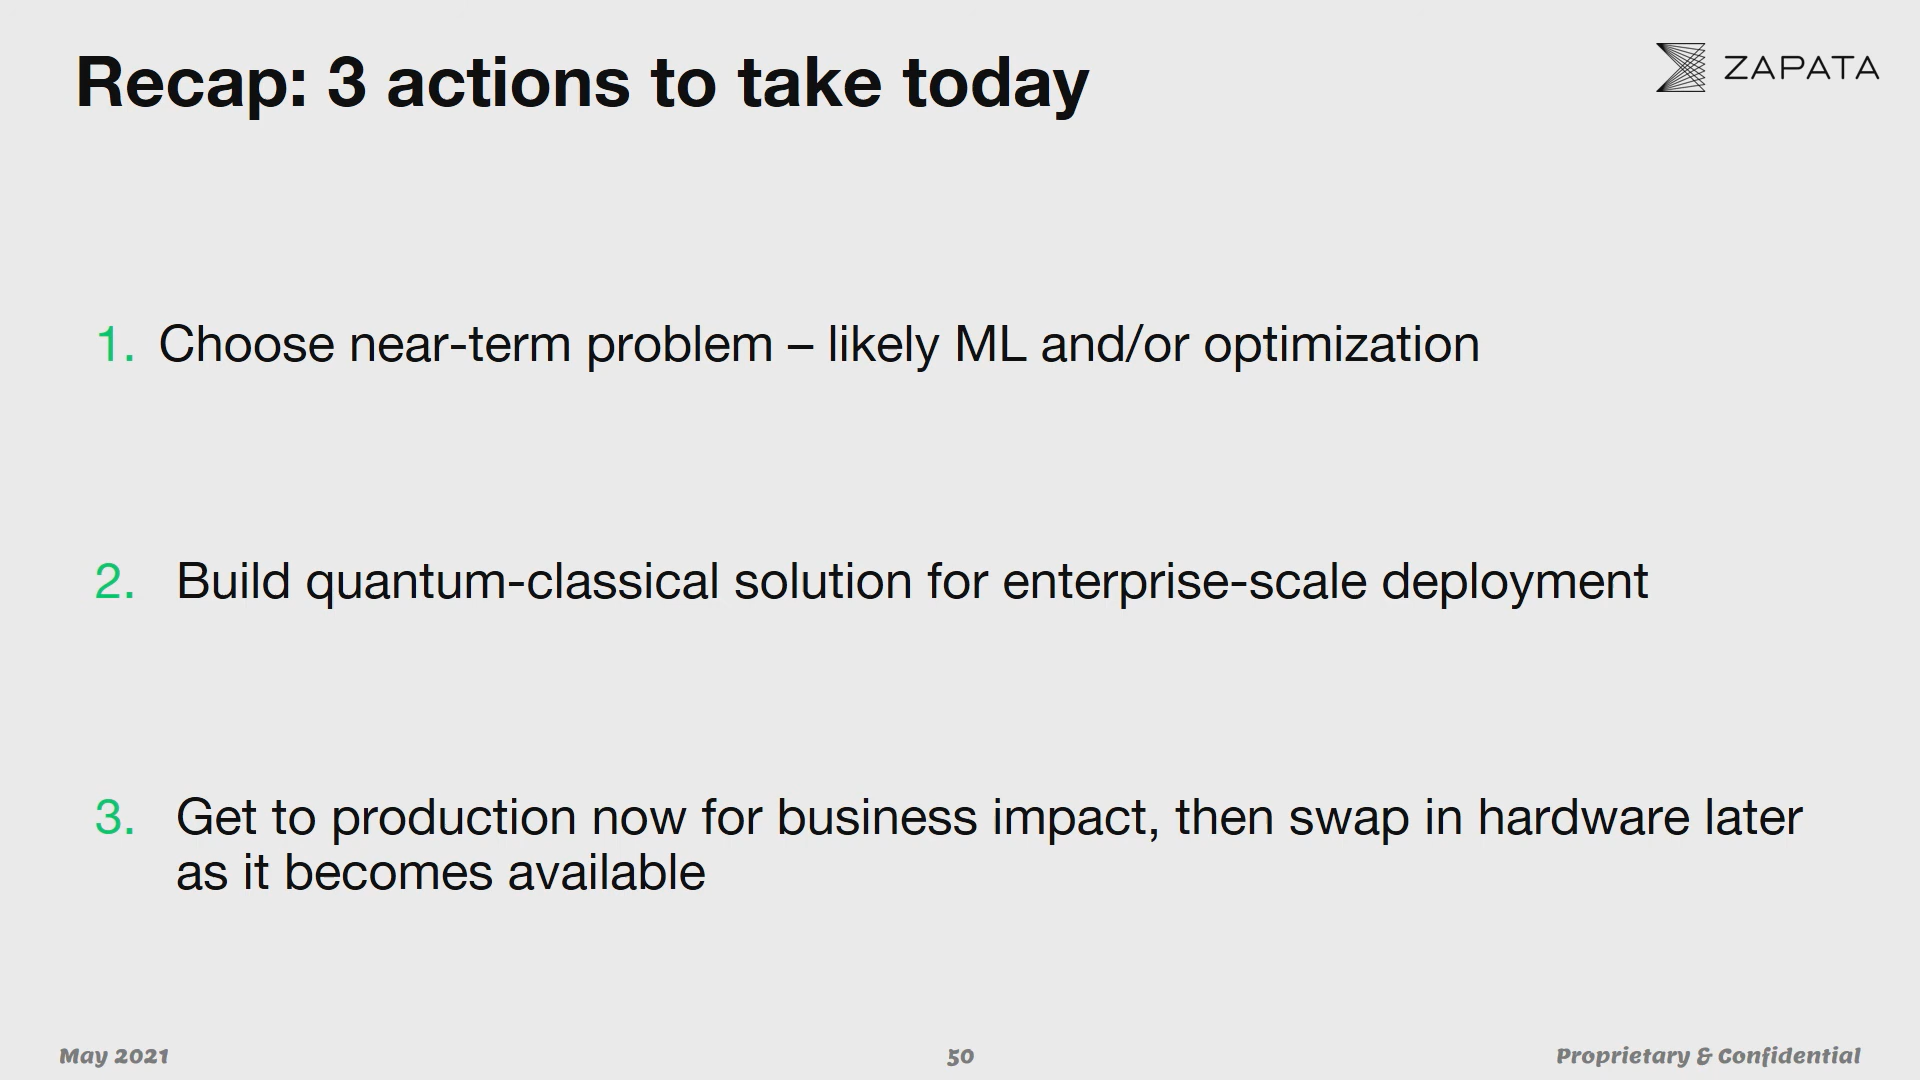 Recap: 3 actions to take today
ZAPATA
1. Choose near-term problem – likely ML and/or optimization
2. Build quantum-classical solution for enterprise-scale deployment
3. Get to production now for business impact, then swap in hardware later
as it becomes available
May 2021
50
Proprietary & Confidential